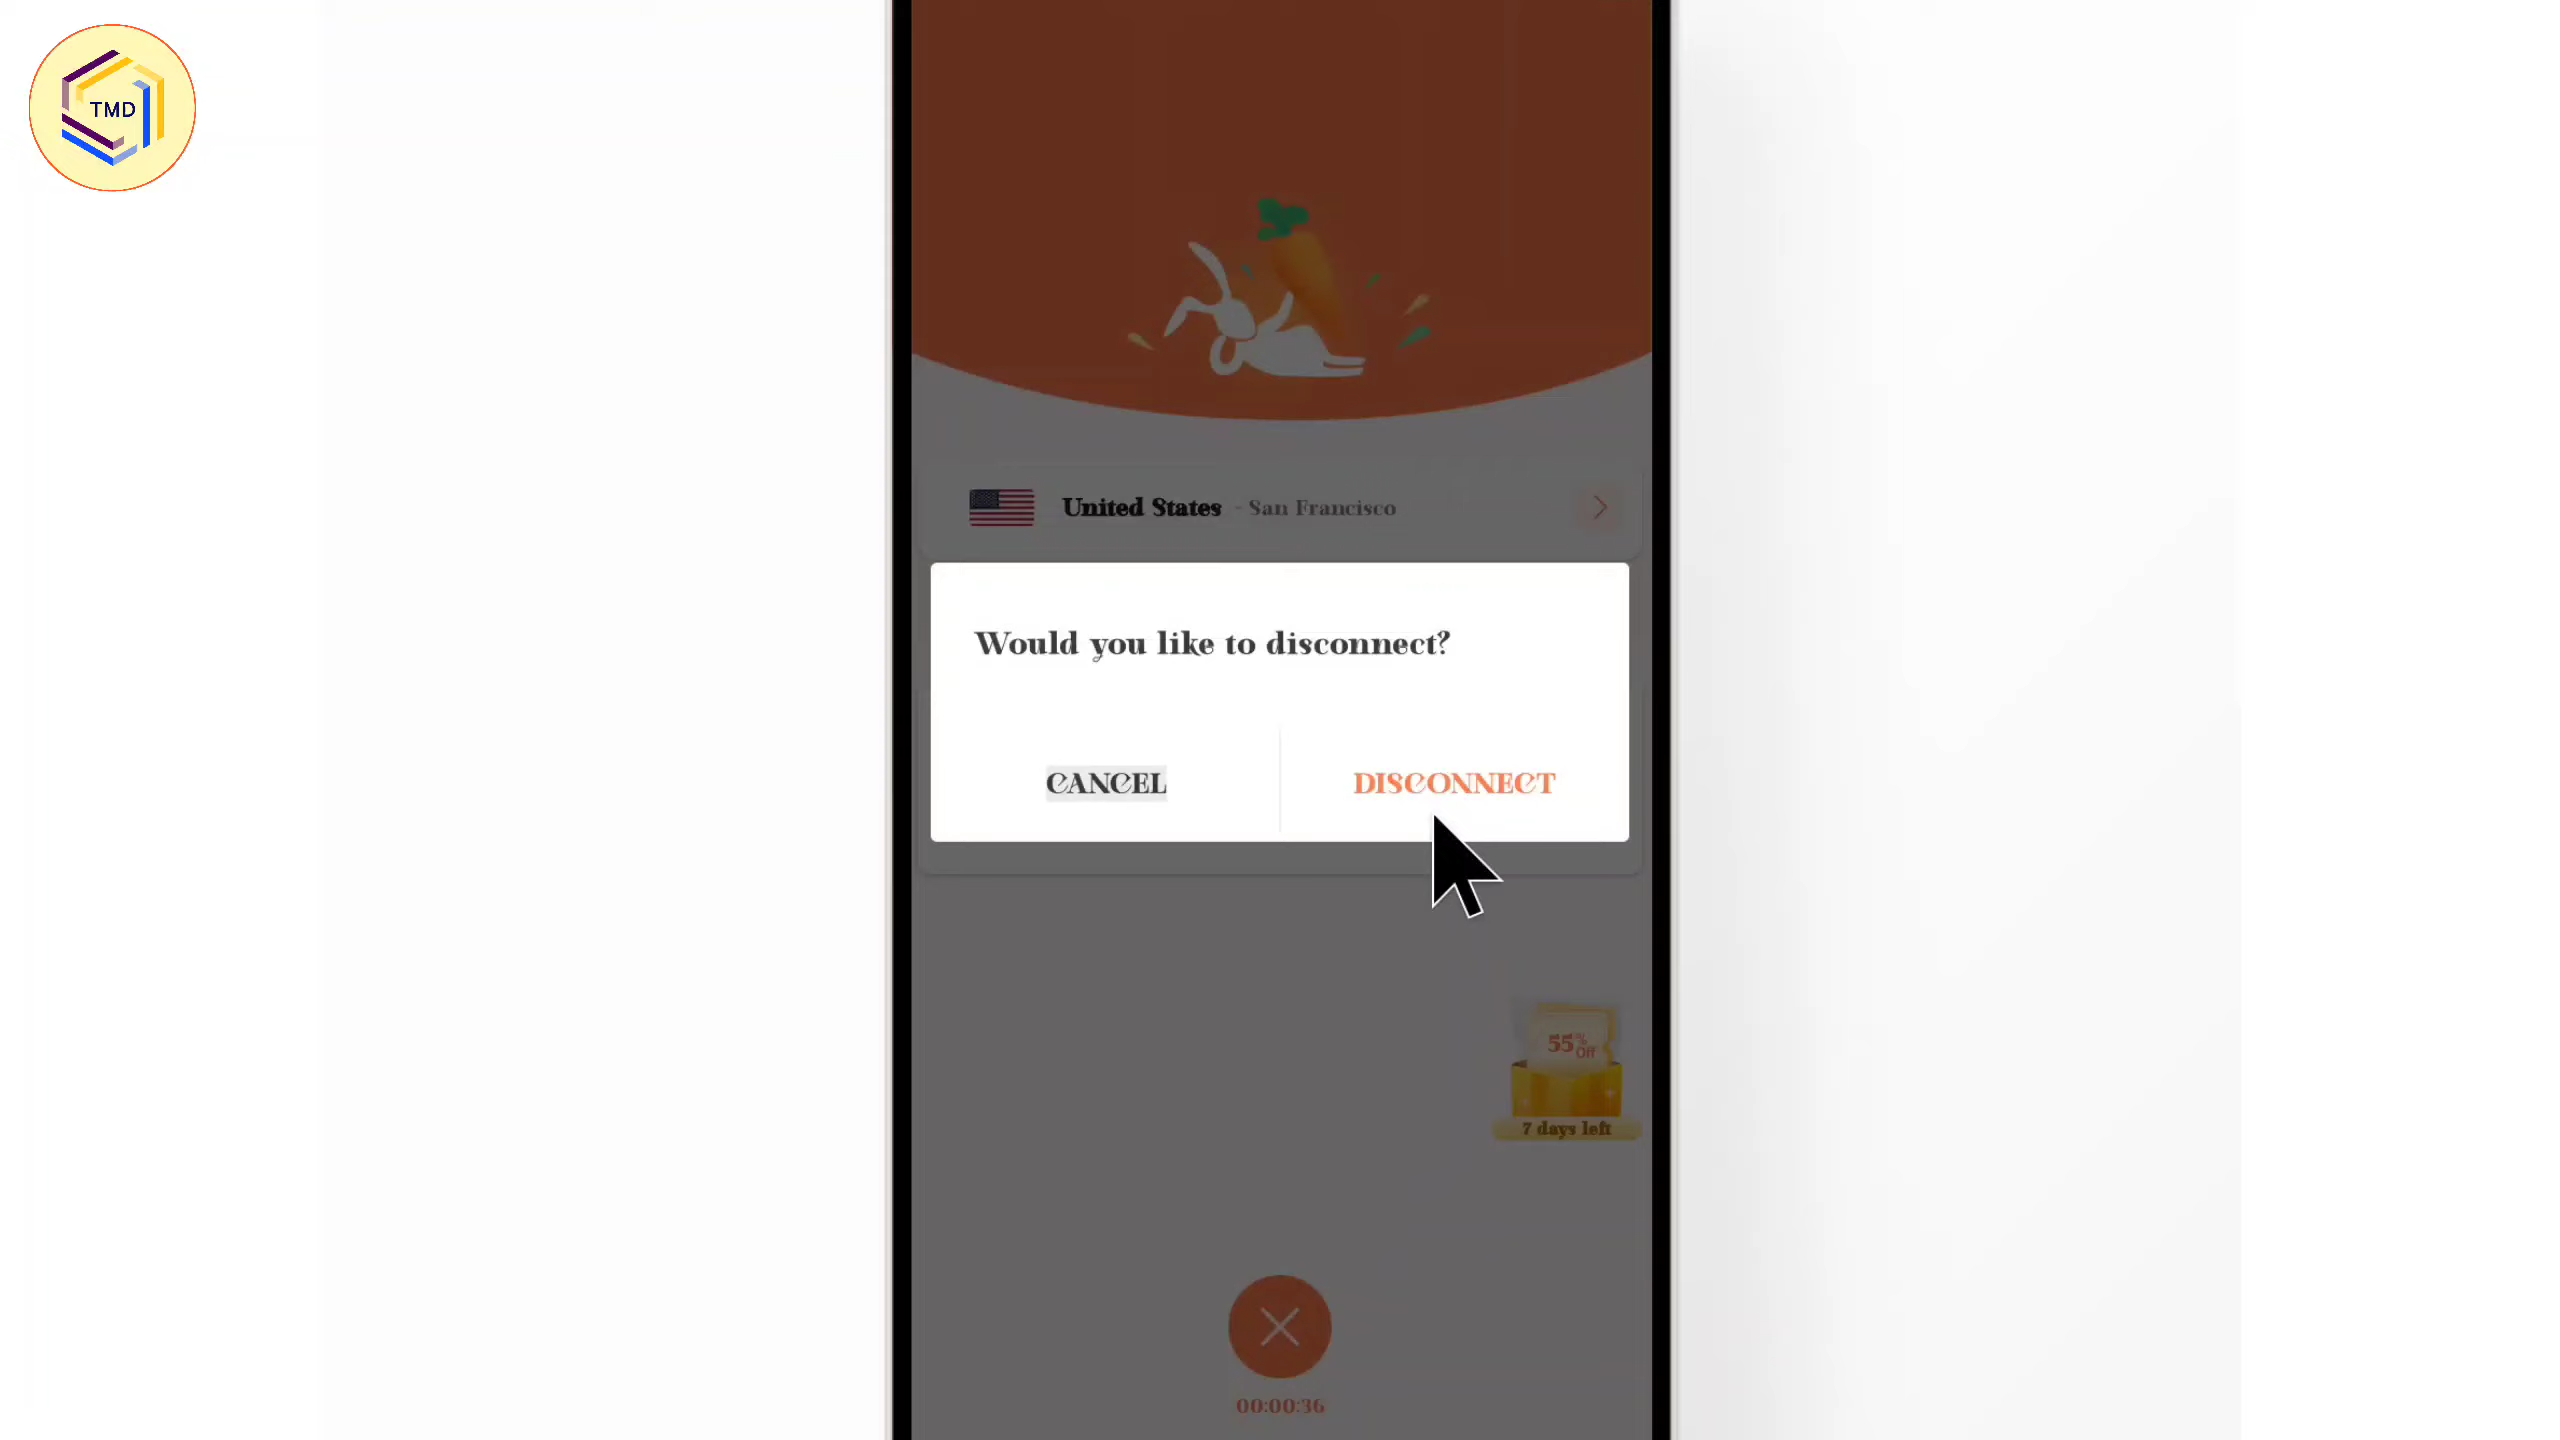 TMD
United States - San Francisco
Would you like to disconnect?
CANCEL
DISCONNECT
55% Off
7 days left
00:00:36